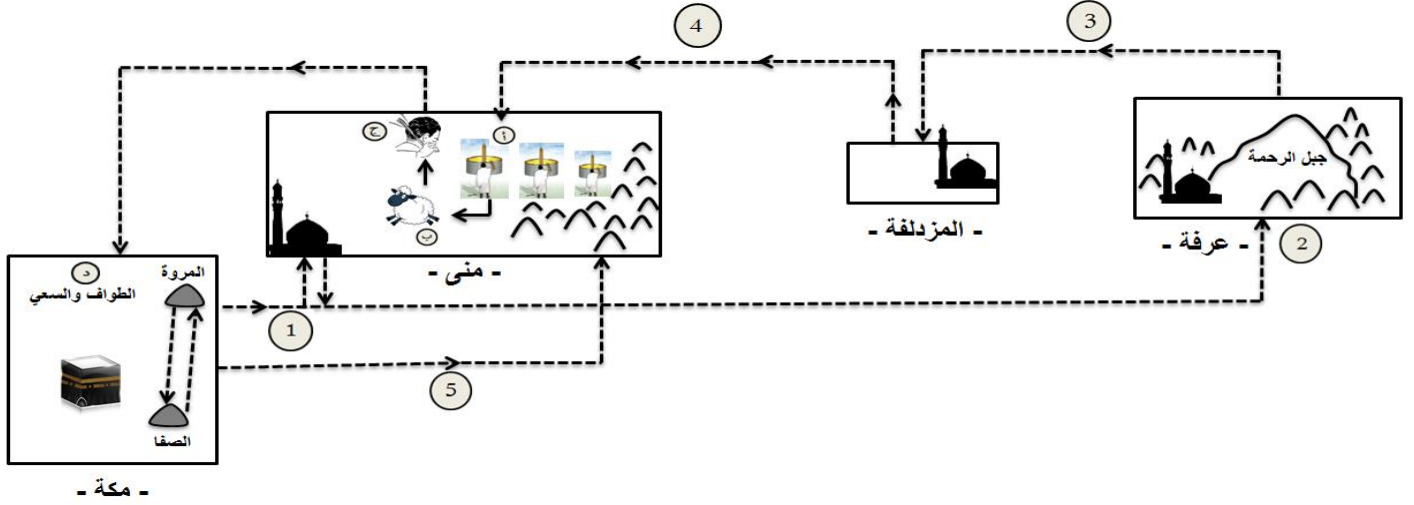 3
4
جبل الرحمة
أ
ج
ب
- المزدلفة -
- عرفة -
2
- منى -
د
المروة
الطواف والسعي
1
5
الصفا
- مكة -